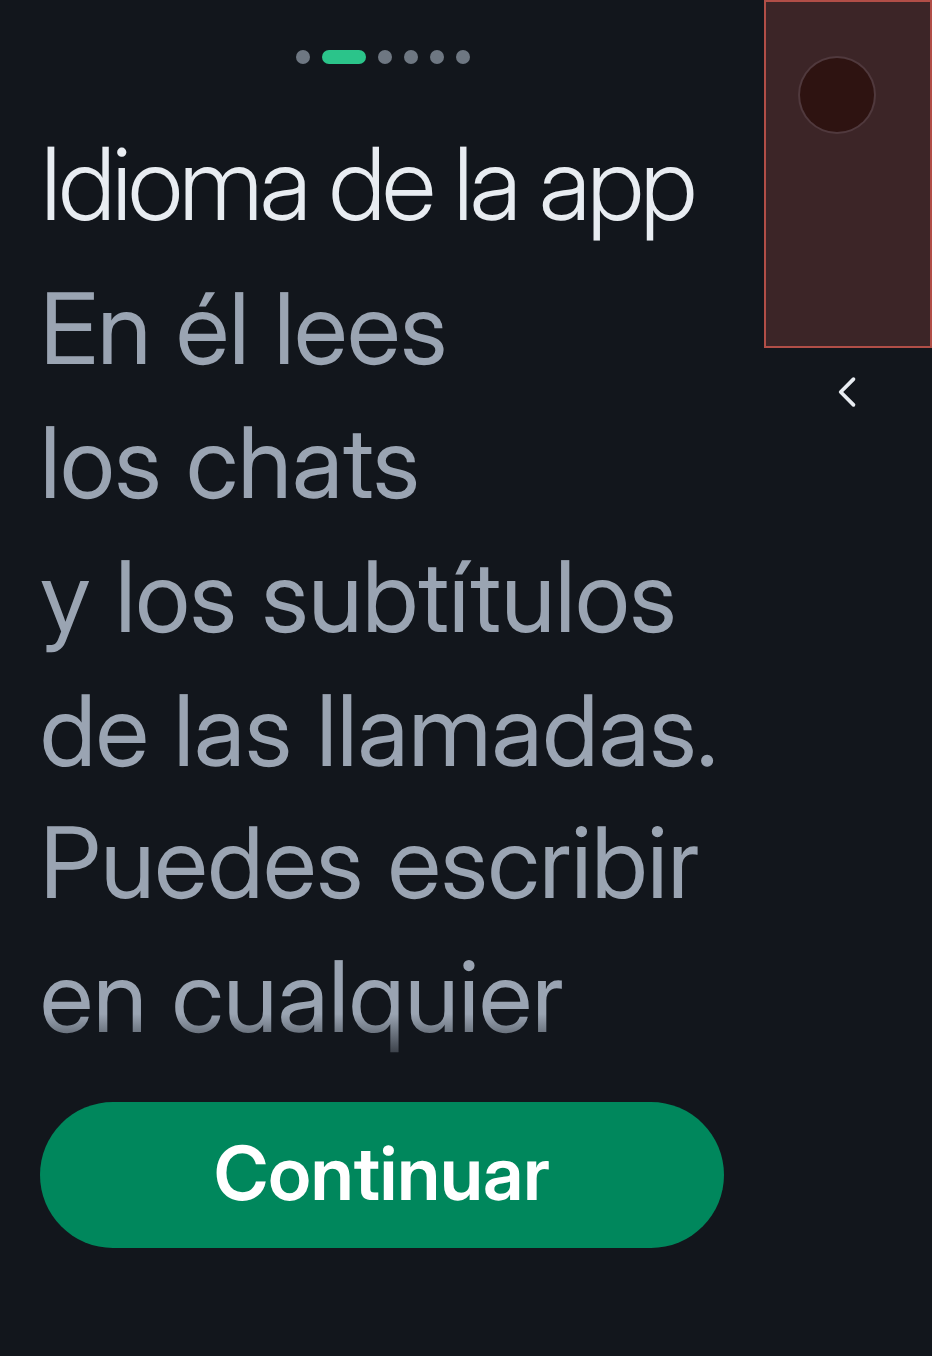 Idioma de la app
En él lees
los chats
y los subtítulos
de las llamadas.
Puedes escribir
en cualquier
Continuar